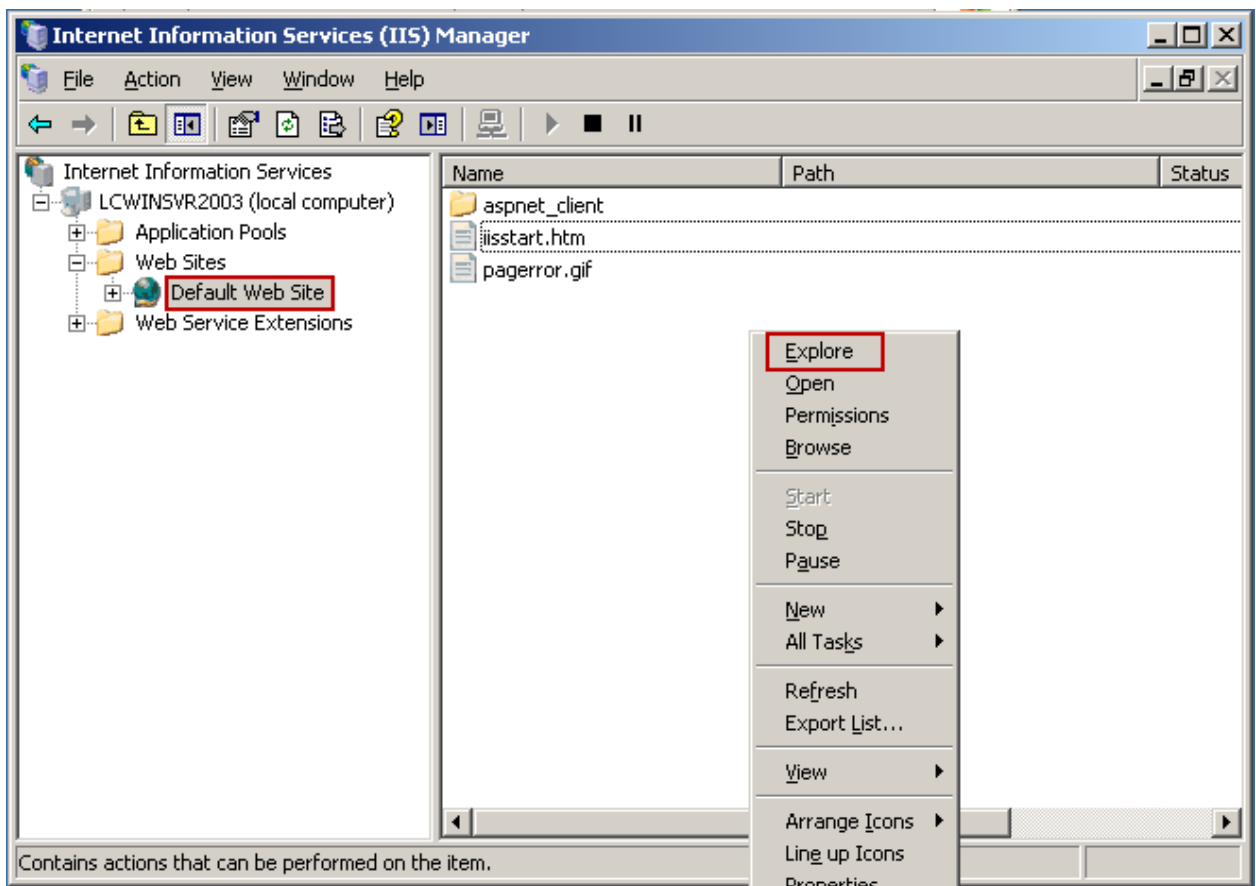 Internet Information Services (IIS) Manager
File Action View Window Help
Internet Information Services
LCWINSVR2003 (local computer)
Application Pools
Web Sites
Default Web Site
Web Service Extensions
Name Path Status
aspnet_client
iisstart.htm
pagerror.gif
Explore
Open
Permissions
Browse
Start
Stop
Pause
New
All Tasks
Refresh
Export List...
View
Arrange Icons
Line up Icons
Properties
Contains actions that can be performed on the item.